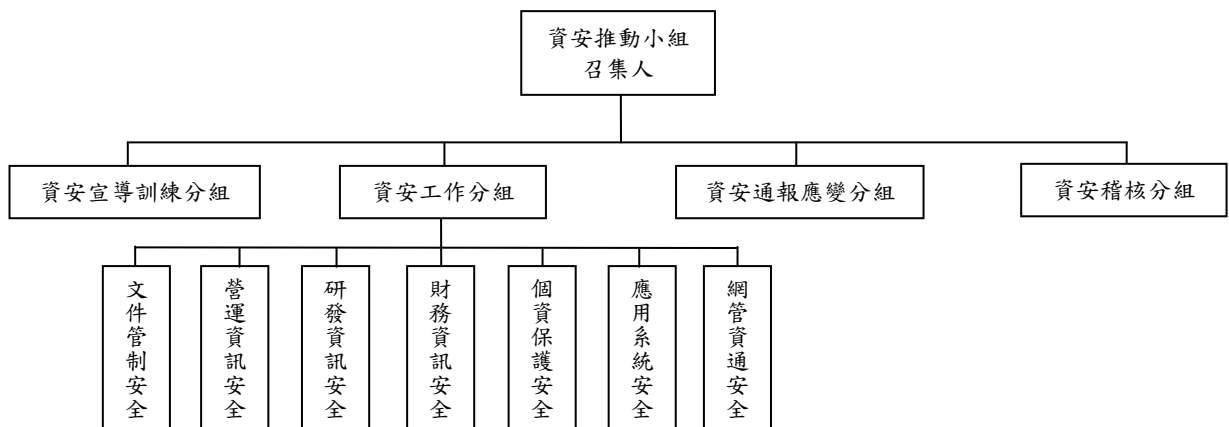 資安推動小組
召集人
資安宣導訓練分組
資安工作分組
資安通報應變分組
資安稽核分組
文件管制安全
營運資訊安全
研發資訊安全
財務資訊安全
個資保護安全
應用系統安全
網管資通安全